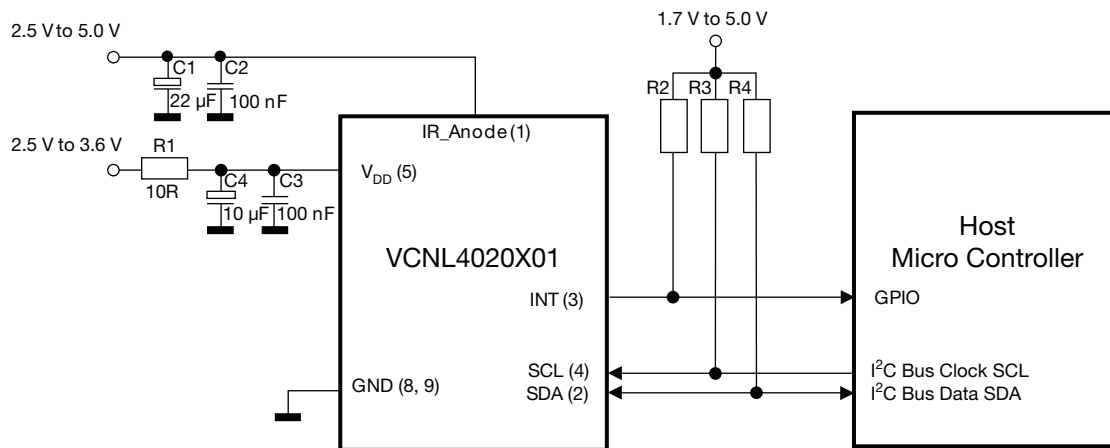 2.5 V to 5.0 V
C1
C2
22 µF
100 nF
1.7 V to 5.0 V
R2
R3
R4
IR_Anode (1)
2.5 V to 3.6 V
R1
10R
C4
C3
10 µF
100 nF
VDD (5)
VCNL4020X01
Host
Micro Controller
INT (3)
GPIO
GND (8, 9)
SCL (4)
SDA (2)
I²C Bus Clock SCL
I²C Bus Data SDA